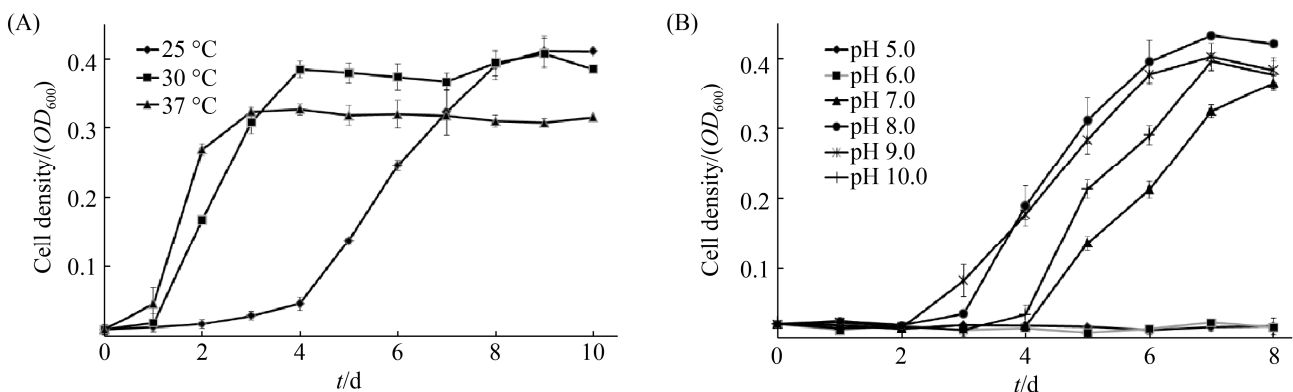 (A)
25 °C
30 °C
37 °C
Cell density/(OD600)
0.4
0.3
0.2
0.1
0 2 4 6 8 10
t/d
(B)
pH 5.0
pH 6.0
pH 7.0
pH 8.0
pH 9.0
pH 10.0
Cell density/(OD600)
0.4
0.3
0.2
0.1
0 2 4 6 8
t/d